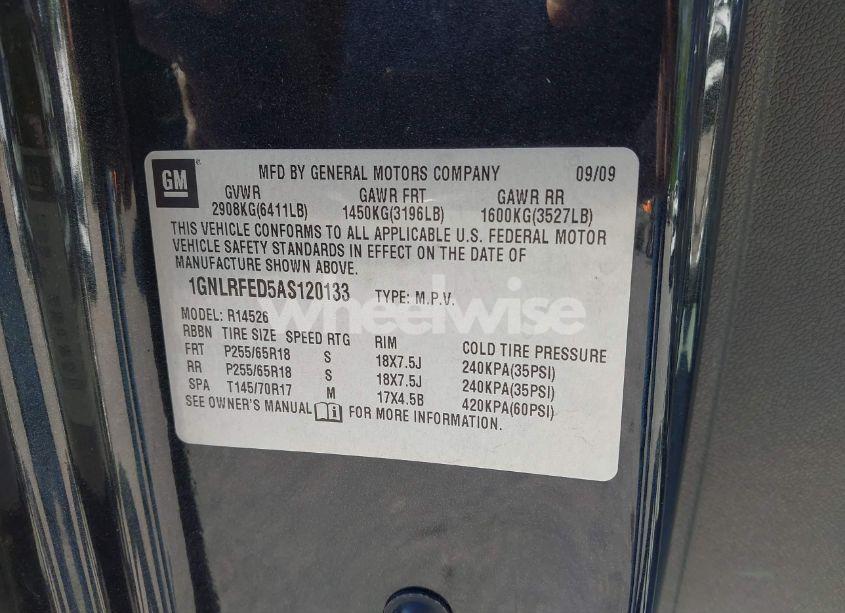 GM
MFD BY GENERAL MOTORS COMPANY 09/09
GVWR GAWR FRT GAWR RR
2908KG(6411LB) 1450KG(3196LB) 1600KG(3527LB)
THIS VEHICLE CONFORMS TO ALL APPLICABLE U.S. FEDERAL MOTOR
VEHICLE SAFETY STANDARDS IN EFFECT ON THE DATE OF
MANUFACTURE SHOWN ABOVE.
1GNLRFED5AS120133 TYPE: M.P.V.
wheelwise
MODEL: R14526
RBBN TIRE SIZE SPEED RTG RIM COLD TIRE PRESSURE
FRT P255/65R18 S 18X7.5J 240KPA(35PSI)
RR P255/65R18 S 18X7.5J 240KPA(35PSI)
SPA T145/70R17 M 17X4.5B 420KPA(60PSI)
SEE OWNER'S MANUAL FOR MORE INFORMATION.